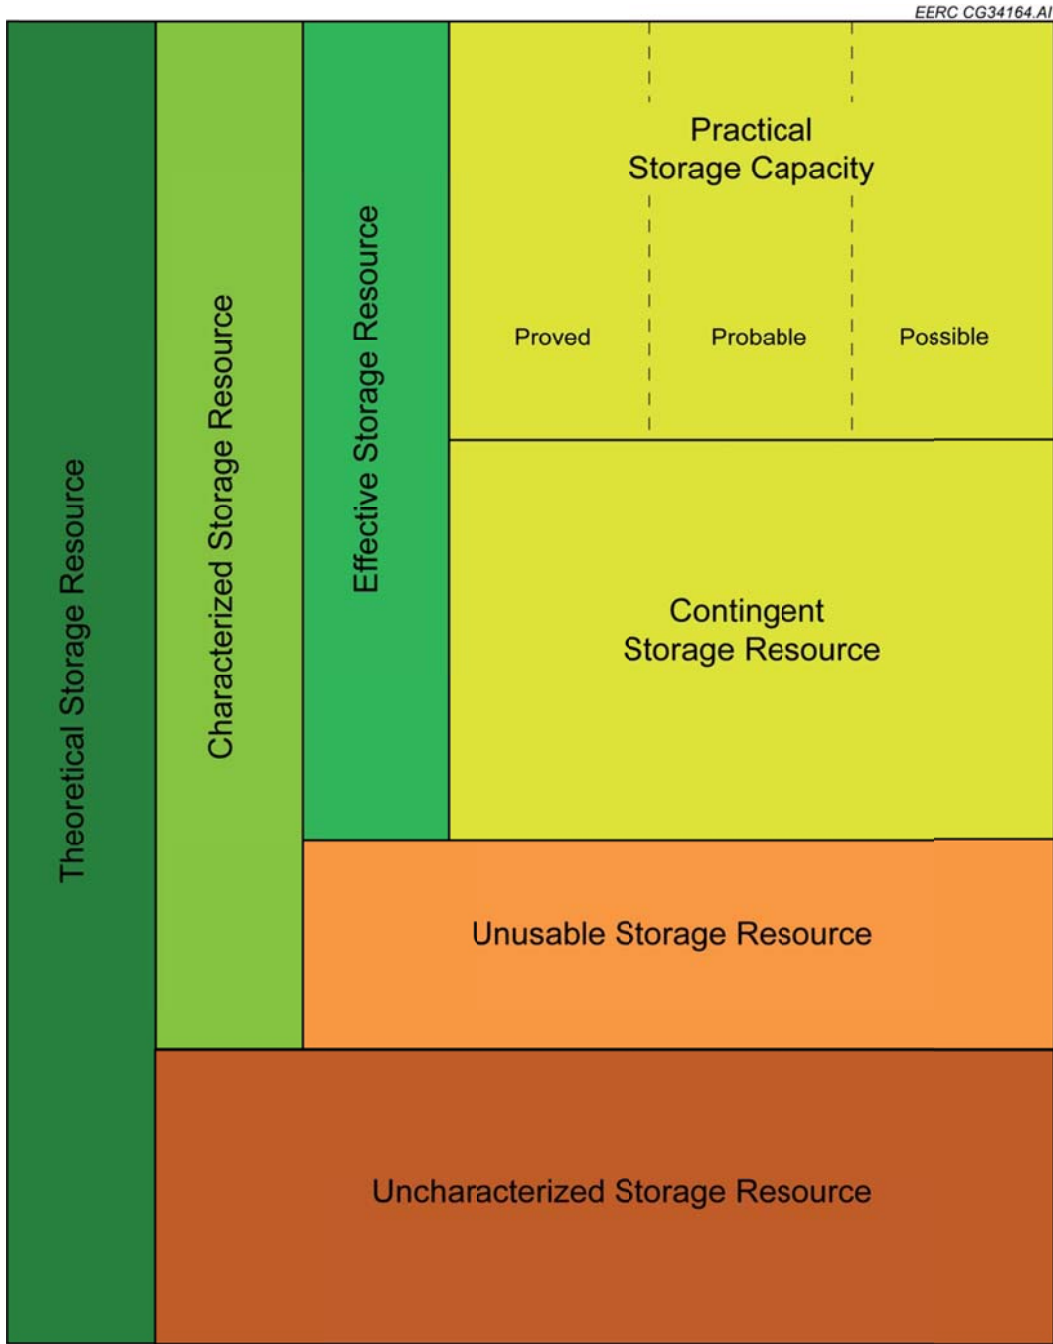 EERC CG34164.AI
Theoretical Storage Resource
Characterized Storage Resource
Effective Storage Resource
Practical
Storage Capacity
Proved
Probable
Possible
Contingent
Storage Resource
Unusable Storage Resource
Uncharacterized Storage Resource